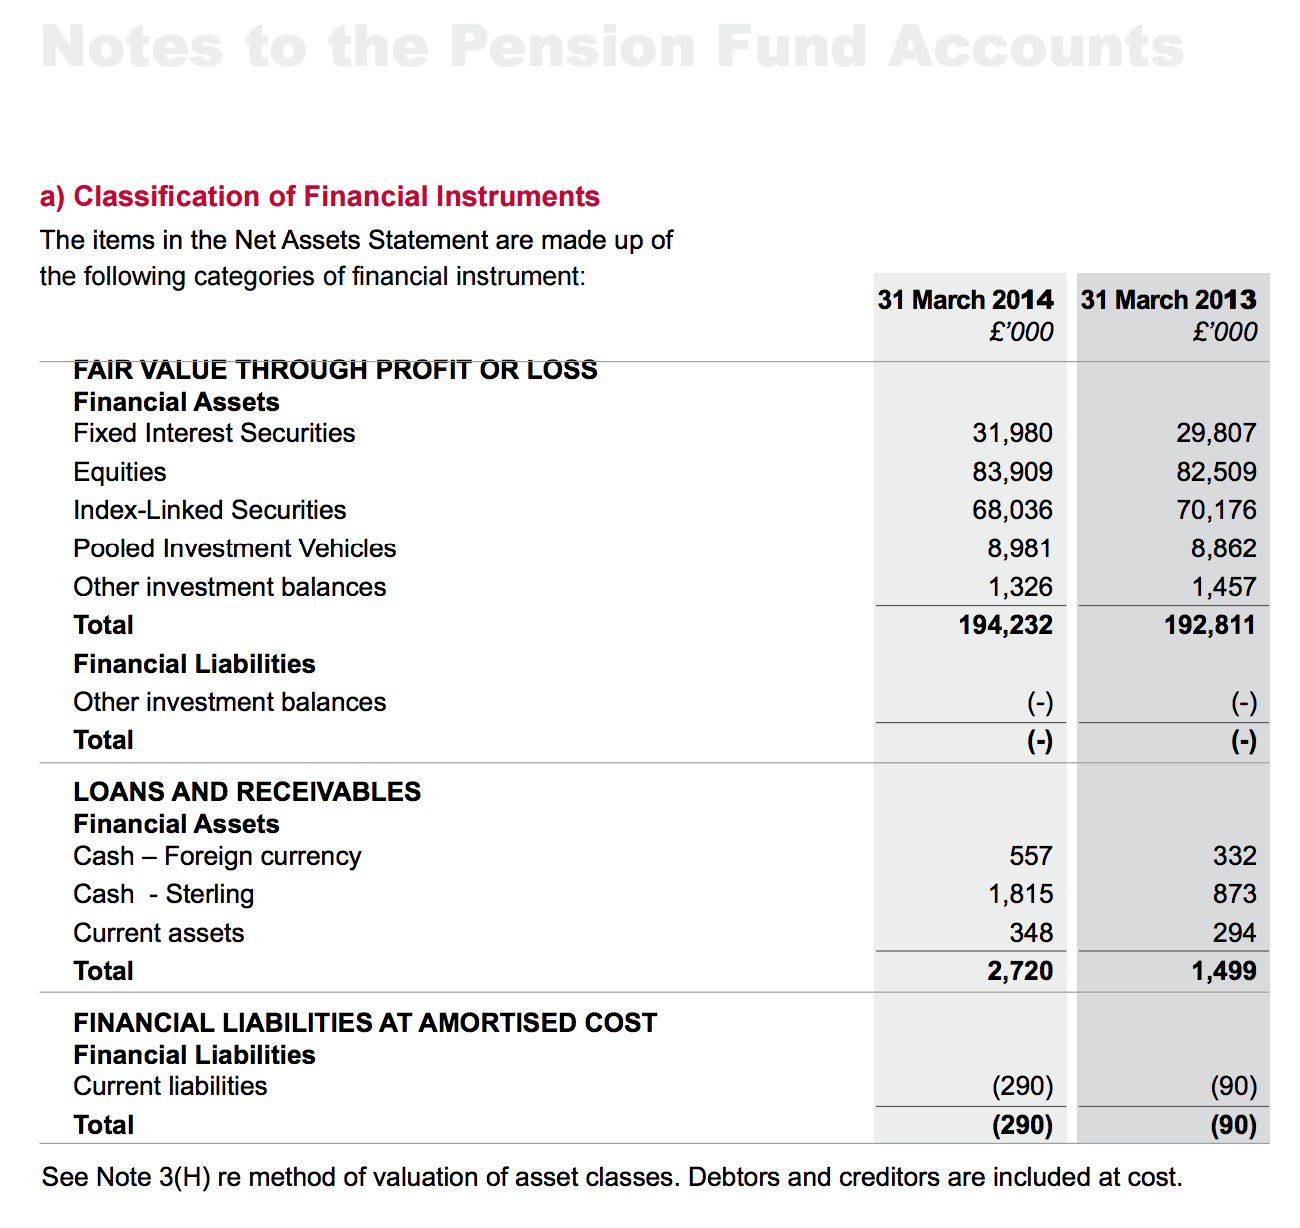 Notes to the Pension Fund Accounts
a) Classification of Financial Instruments
The items in the Net Assets Statement are made up of
the following categories of financial instrument:
31 March 2014 31 March 2013
£'000 £'000
FAIR VALUE THROUGH PROFIT OR LOSS
Financial Assets
Fixed Interest Securities 31,980 29,807
Equities 83,909 82,509
Index-Linked Securities 68,036 70,176
Pooled Investment Vehicles 8,981 8,862
Other investment balances 1,326 1,457
Total 194,232 192,811
Financial Liabilities
Other investment balances (-) (-)
Total (-) (-)
LOANS AND RECEIVABLES
Financial Assets
Cash – Foreign currency 557 332
Cash - Sterling 1,815 873
Current assets 348 294
Total 2,720 1,499
FINANCIAL LIABILITIES AT AMORTISED COST
Financial Liabilities
Current liabilities (290) (90)
Total (290) (90)
See Note 3(H) re method of valuation of asset classes. Debtors and creditors are included at cost.